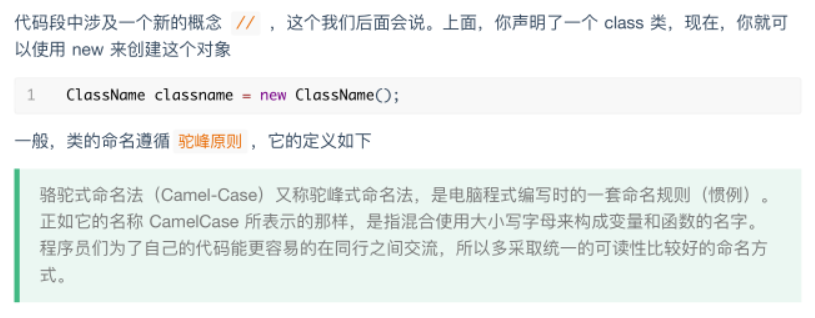 代码段中涉及一个新的概念 // ，这个我们后面会说。上面，你声明了一个 class 类，现在，你就可
以使用 new 来创建这个对象
1 ClassName classname = new ClassName();
一般，类的命名遵循 驼峰原则 ，它的定义如下
骆驼式命名法（Camel-Case）又称驼峰式命名法，是电脑程式编写时的一套命名规则（惯例）。
正如它的名称 CamelCase 所表示的那样，是指混合使用大小写字母来构成变量和函数的名字。
程序员们为了自己的代码能更容易的在同行之间交流，所以多采取统一的可读性比较好的命名方
式。